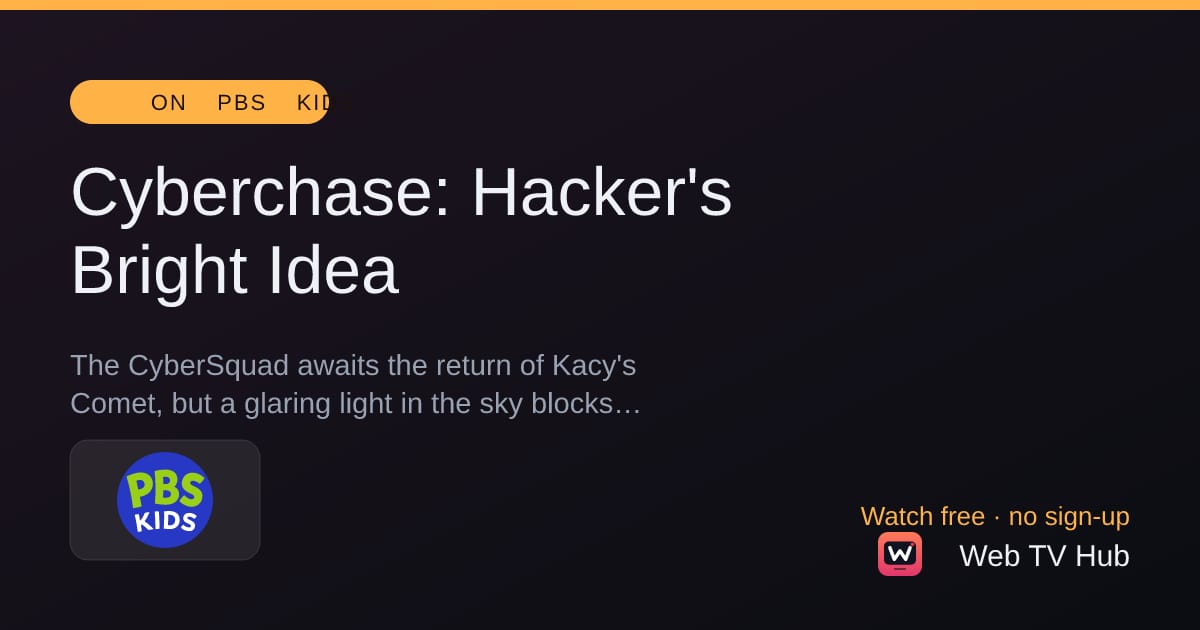 ON PBS KIDS
Cyberchase: Hacker's
Bright Idea
The CyberSquad awaits the return of Kacy's
Comet, but a glaring light in the sky blocks…
PBS
KIDS
Watch free · no sign-up
W
Web TV Hub